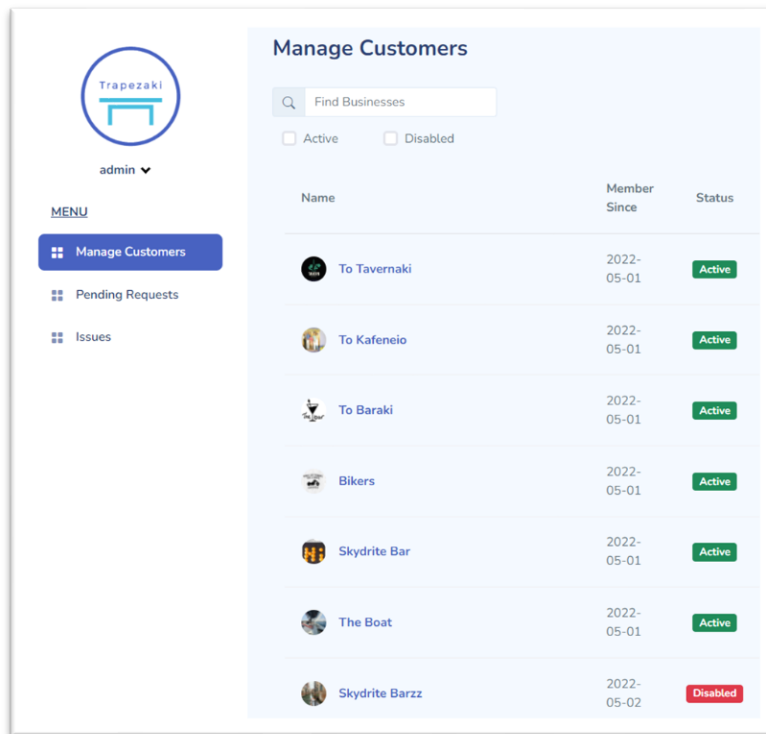 Trapezaki
admin
MENU
Manage Customers
Pending Requests
Issues
Manage Customers
Find Businesses
Active Disabled
Name Member Since Status
To Tavernaki 2022-05-01 Active
To Kafeneio 2022-05-01 Active
To Baraki 2022-05-01 Active
Bikers 2022-05-01 Active
Skydrite Bar 2022-05-01 Active
The Boat 2022-05-01 Active
Skydrite Barzz 2022-05-02 Disabled